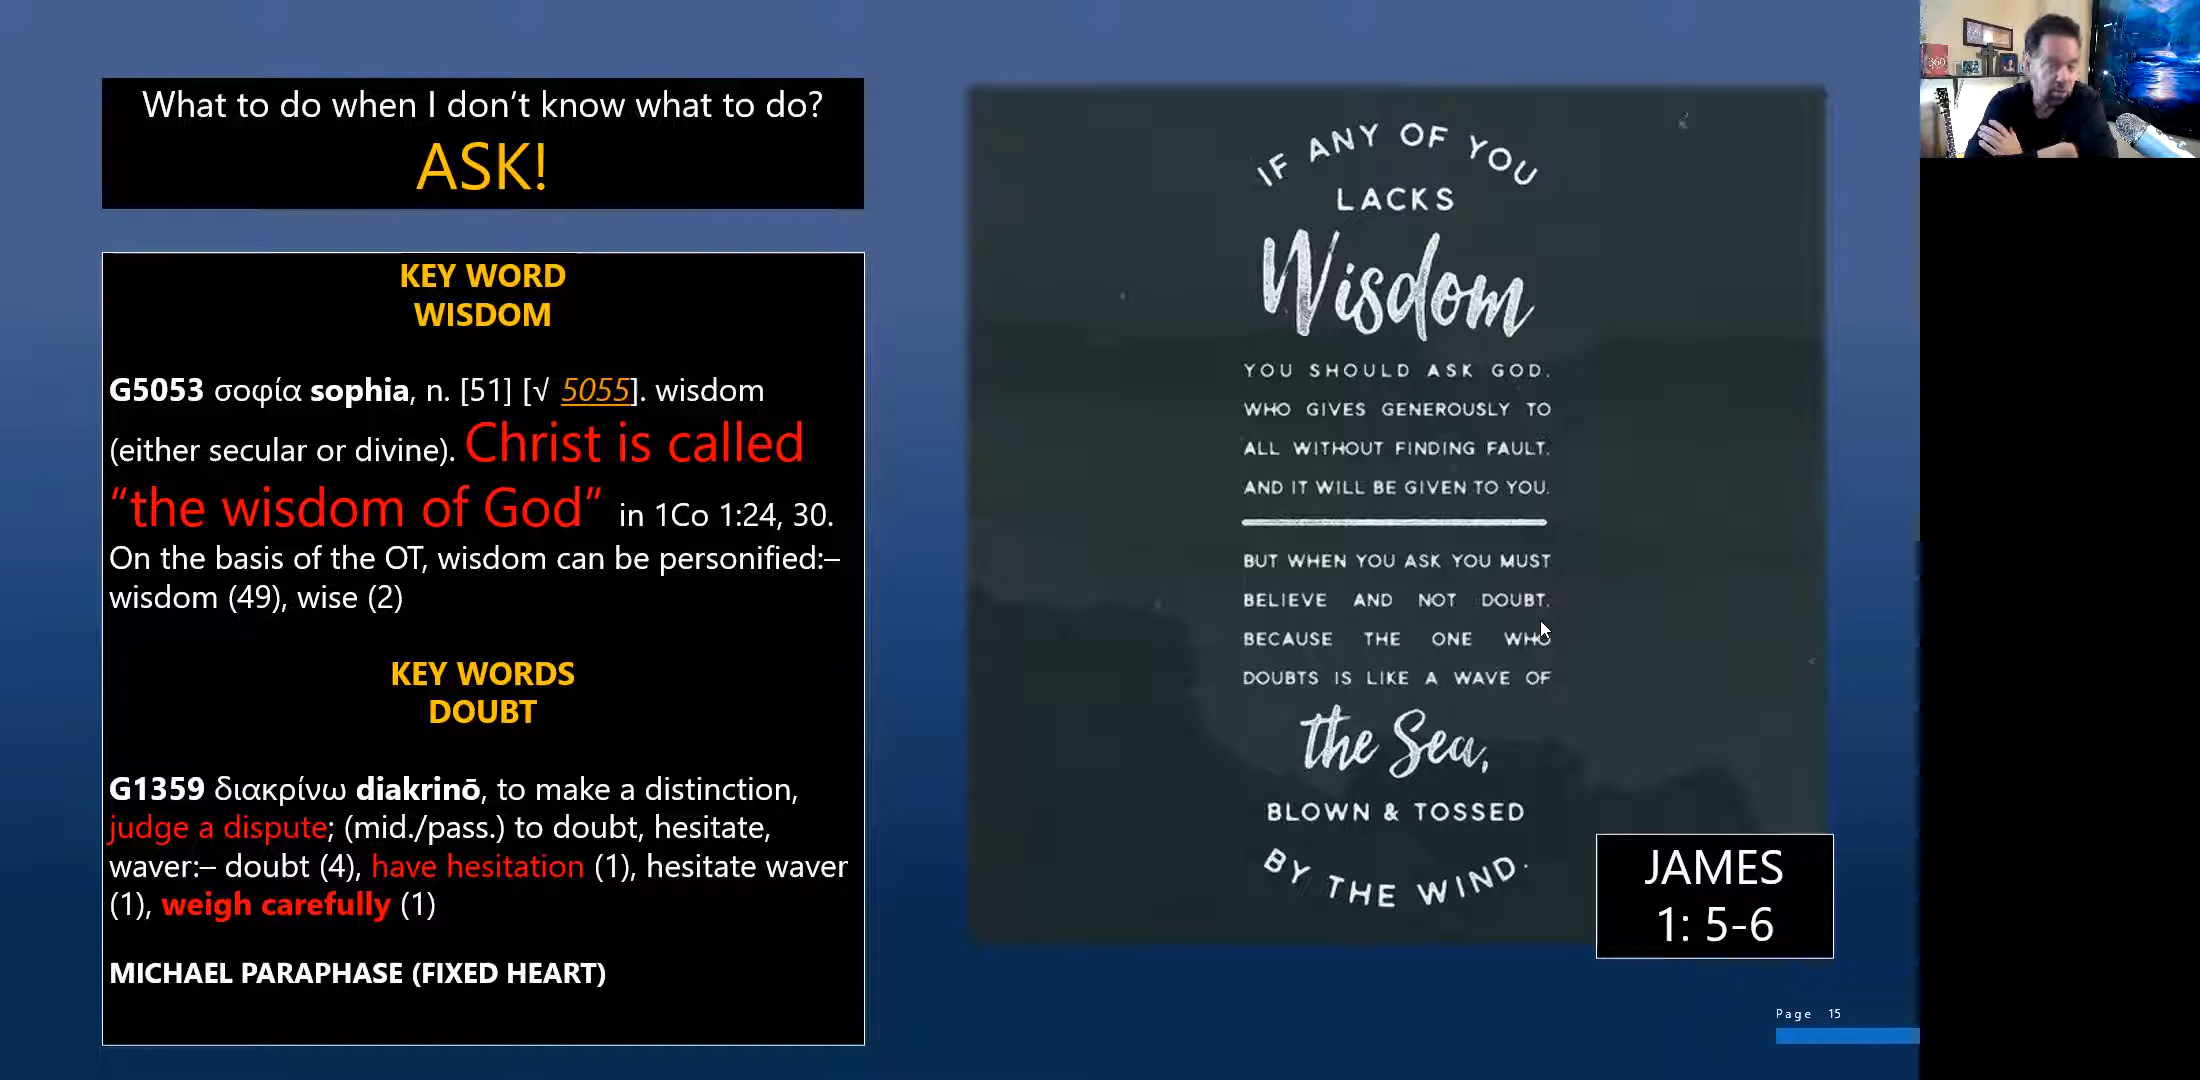 What to do when I don't know what to do?
ASK!
KEY WORD
WISDOM
G5053 σοφία sophia, n. [51] [√ 5055]. wisdom
(either secular or divine). Christ is called
“the wisdom of God” in 1Co 1:24, 30.
On the basis of the OT, wisdom can be personified:–
wisdom (49), wise (2)
KEY WORDS
DOUBT
G1359 διακρίνω diakrinō, to make a distinction,
judge a dispute; (mid./pass.) to doubt, hesitate,
waver:– doubt (4), have hesitation (1), hesitate waver
(1), weigh carefully (1)
MICHAEL PARAPHASE (FIXED HEART)
IF ANY OF YOU
LACKS
Wisdom
YOU SHOULD ASK GOD.
WHO GIVES GENEROUSLY TO
ALL WITHOUT FINDING FAULT.
AND IT WILL BE GIVEN TO YOU.
BUT WHEN YOU ASK YOU MUST
BELIEVE AND NOT DOUBT.
BECAUSE THE ONE WHO
DOUBTS IS LIKE A WAVE OF
the Sea,
BLOWN & TOSSED
BY THE WIND.
JAMES
1: 5-6
Page 15
360